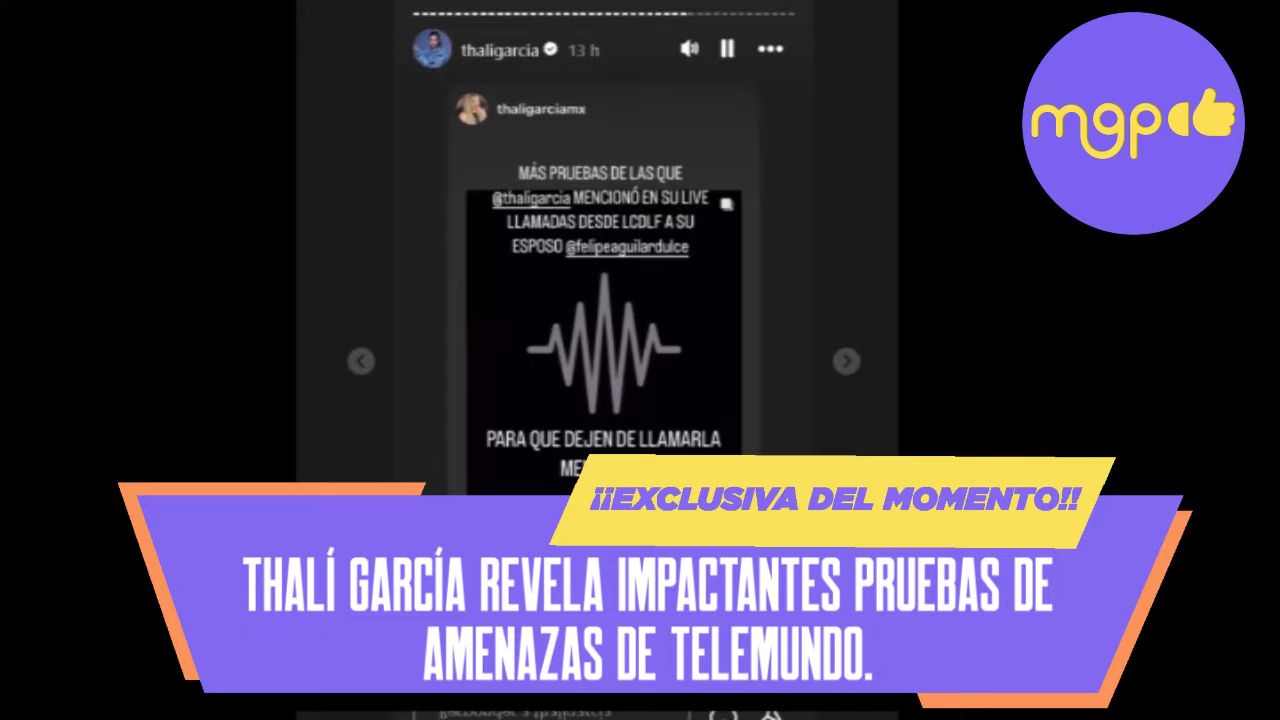 thaligarcia 13 h
mgp
thaligarciamx
MÁS PRUEBAS DE LAS QUE
@thaligarcia MENCIONÓ EN SU LIVE
LLAMADAS DESDE LCDLF A SU
ESPOSO @felipeaguilardulce
PARA QUE DEJEN DE LLAMARLA
¡¡EXCLUSIVA DEL MOMENTO!!
THALÍ GARCÍA REVELA IMPACTANTES PRUEBAS DE
AMENAZAS DE TELEMUNDO.